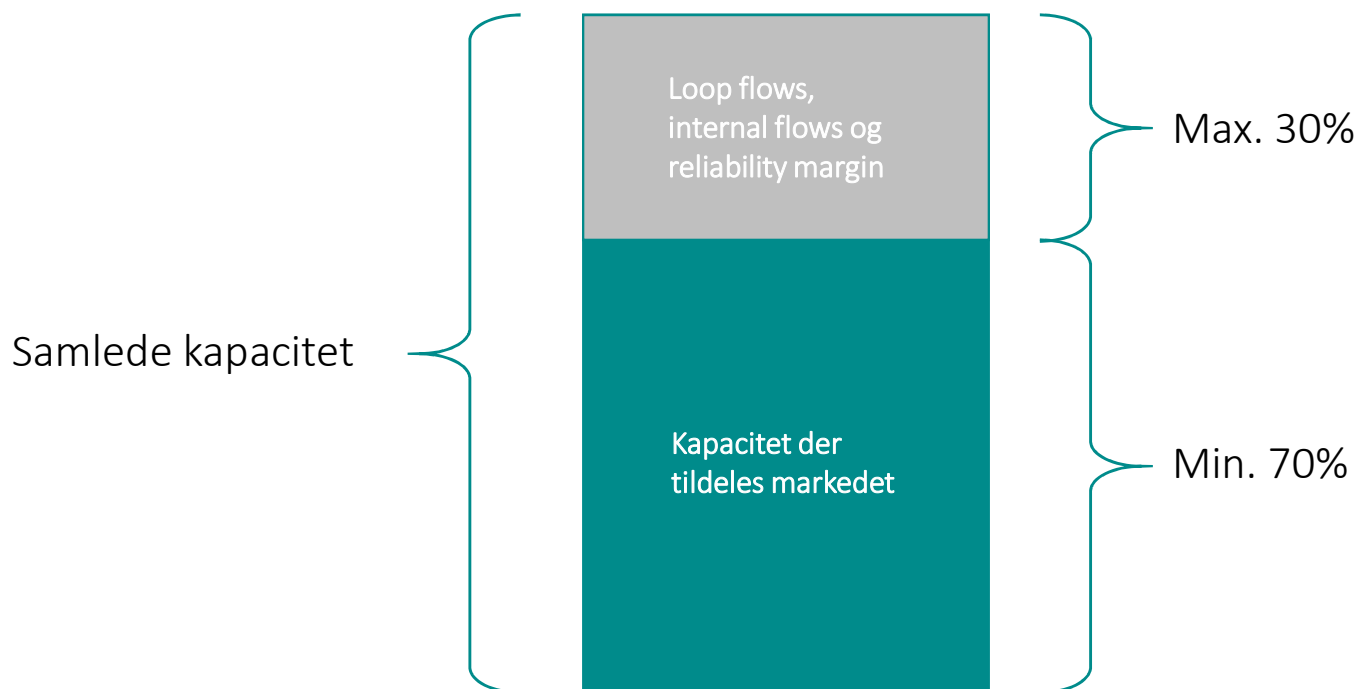 Loop flows,
internal flows og
reliability margin
Max. 30%
Samlede kapacitet
Kapacitet der
tildeles markedet
Min. 70%